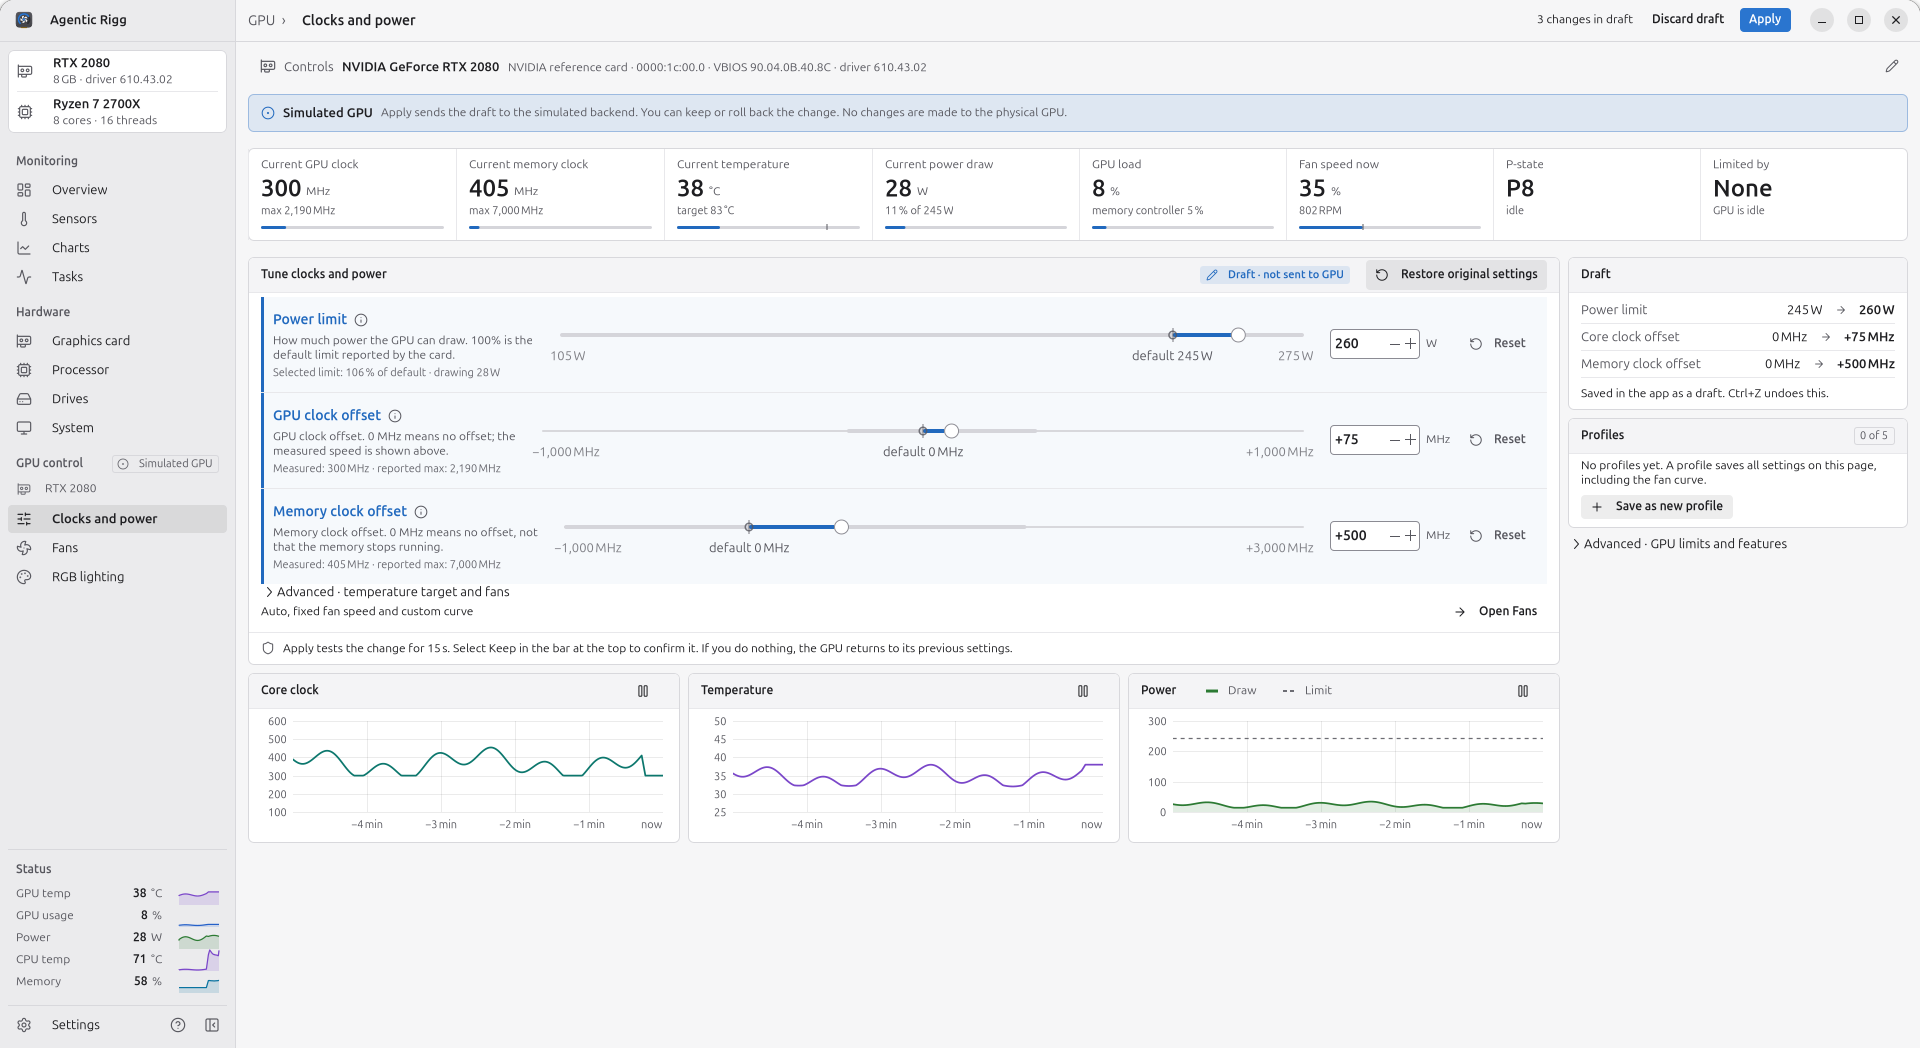 Agentic Rigg
GPU › Clocks and power
3 changes in draft
Discard draft
Apply
RTX 2080
8 GB · driver 610.43.02
Ryzen 7 2700X
8 cores · 16 threads
Monitoring
Overview
Sensors
Charts
Tasks
Hardware
Graphics card
Processor
Drives
System
GPU control
Simulated GPU
RTX 2080
Clocks and power
Fans
RGB lighting
Status
GPU temp 38 °C
GPU usage 8 %
Power 28 W
CPU temp 71 °C
Memory 58 %
Settings
Controls NVIDIA GeForce RTX 2080 NVIDIA reference card · 0000:1c:00.0 · VBIOS 90.04.0B.40.8C · driver 610.43.02
Simulated GPU Apply sends the draft to the simulated backend. You can keep or roll back the change. No changes are made to the physical GPU.
Current GPU clock
300 MHz
max 2,190 MHz
Current memory clock
405 MHz
max 7,000 MHz
Current temperature
38 °C
target 83 °C
Current power draw
28 W
11 % of 245 W
GPU load
8 %
memory controller 5 %
Fan speed now
35 %
802 RPM
P-state
P8
idle
Limited by
None
GPU is idle
Tune clocks and power
Draft · not sent to GPU
Restore original settings
Power limit
How much power the GPU can draw. 100% is the
default limit reported by the card.
Selected limit: 106 % of default · drawing 28 W
105 W
default 245 W
275 W
260 W
Reset
GPU clock offset
GPU clock offset. 0 MHz means no offset; the
measured speed is shown above.
Measured: 300 MHz · reported max: 2,190 MHz
−1,000 MHz
default 0 MHz
+1,000 MHz
+75 MHz
Reset
Memory clock offset
Memory clock offset. 0 MHz means no offset, not
that the memory stops running.
Measured: 405 MHz · reported max: 7,000 MHz
−1,000 MHz
default 0 MHz
+3,000 MHz
+500 MHz
Reset
Advanced · temperature target and fans
Auto, fixed fan speed and custom curve
Open Fans
Apply tests the change for 15 s. Select Keep in the bar at the top to confirm it. If you do nothing, the GPU returns to its previous settings.
Draft
Power limit 245 W → 260 W
Core clock offset 0 MHz → +75 MHz
Memory clock offset 0 MHz → +500 MHz
Saved in the app as a draft. Ctrl+Z undoes this.
Profiles
0 of 5
No profiles yet. A profile saves all settings on this page,
including the fan curve.
Save as new profile
Advanced · GPU limits and features
Core clock
600
500
400
300
200
100
−4 min −3 min −2 min −1 min now
Temperature
50
45
40
35
30
25
−4 min −3 min −2 min −1 min now
Power
Draw
Limit
300
200
100
0
−4 min −3 min −2 min −1 min now